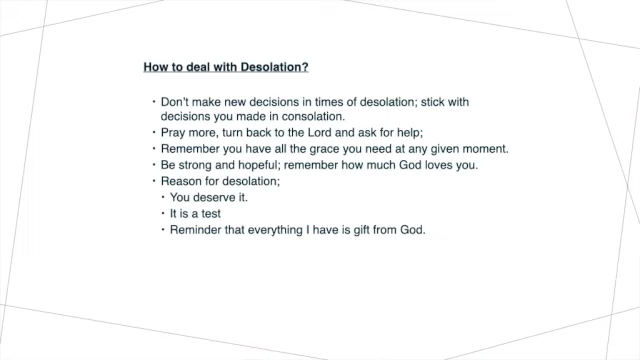 How to deal with Desolation?
• Don't make new decisions in times of desolation; stick with
decisions you made in consolation.
• Pray more, turn back to the Lord and ask for help;
• Remember you have all the grace you need at any given moment.
• Be strong and hopeful; remember how much God loves you.
• Reason for desolation;
• You deserve it.
• It is a test
• Reminder that everything I have is gift from God.